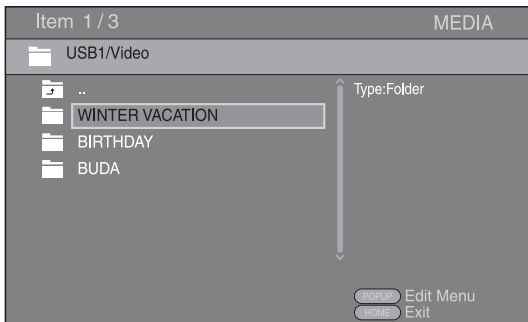 Item 1/3 MEDIA
USB1/Video
.. Type:Folder
WINTER VACATION
BIRTHDAY
BUDA
POPUP Edit Menu
HOME Exit